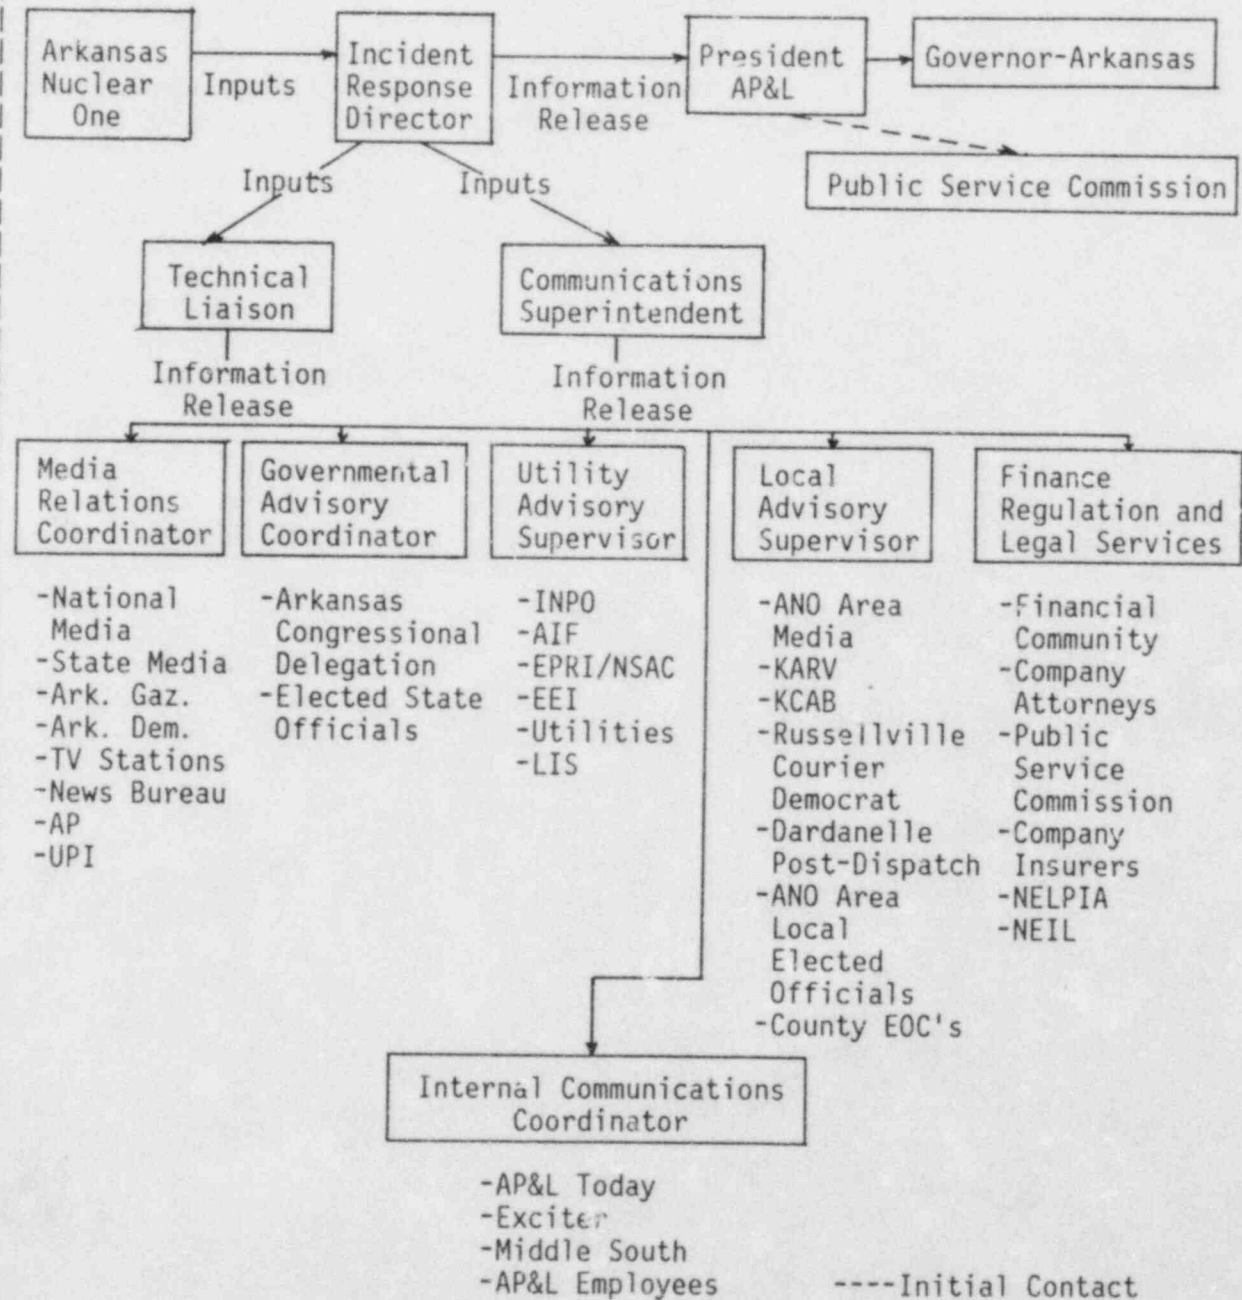 Arkansas
Nuclear
One
Inputs
Incident
Response
Director
Information
Release
President
AP&L
Governor-Arkansas
Public Service Commission
Inputs
Inputs
Technical
Liaison
Communications
Superintendent
Information
Release
Information
Release
Media
Relations
Coordinator
-National
Media
-State Media
-Ark. Gaz.
-Ark. Dem.
-TV Stations
-News Bureau
-AP
-UPI
Governmental
Advisory
Coordinator
-Arkansas
Congressional
Delegation
-Elected State
Officials
Utility
Advisory
Supervisor
-INPO
-AIF
-EPRI/NSAC
-EEI
-Utilities
-LIS
Local
Advisory
Supervisor
-ANO Area
Media
-KARV
-KCAB
-Russellville
Courier
Democrat
-Dardanelle
Post-Dispatch
-ANO Area
Local
Elected
Officials
-County EOC's
Finance
Regulation and
Legal Services
-Financial
Community
-Company
Attorneys
-Public
Service
Commission
-Company
Insurers
-NELPIA
-NEIL
Internal Communications
Coordinator
-AP&L Today
-Exciter
-Middle South
-AP&L Employees
----Initial Contact